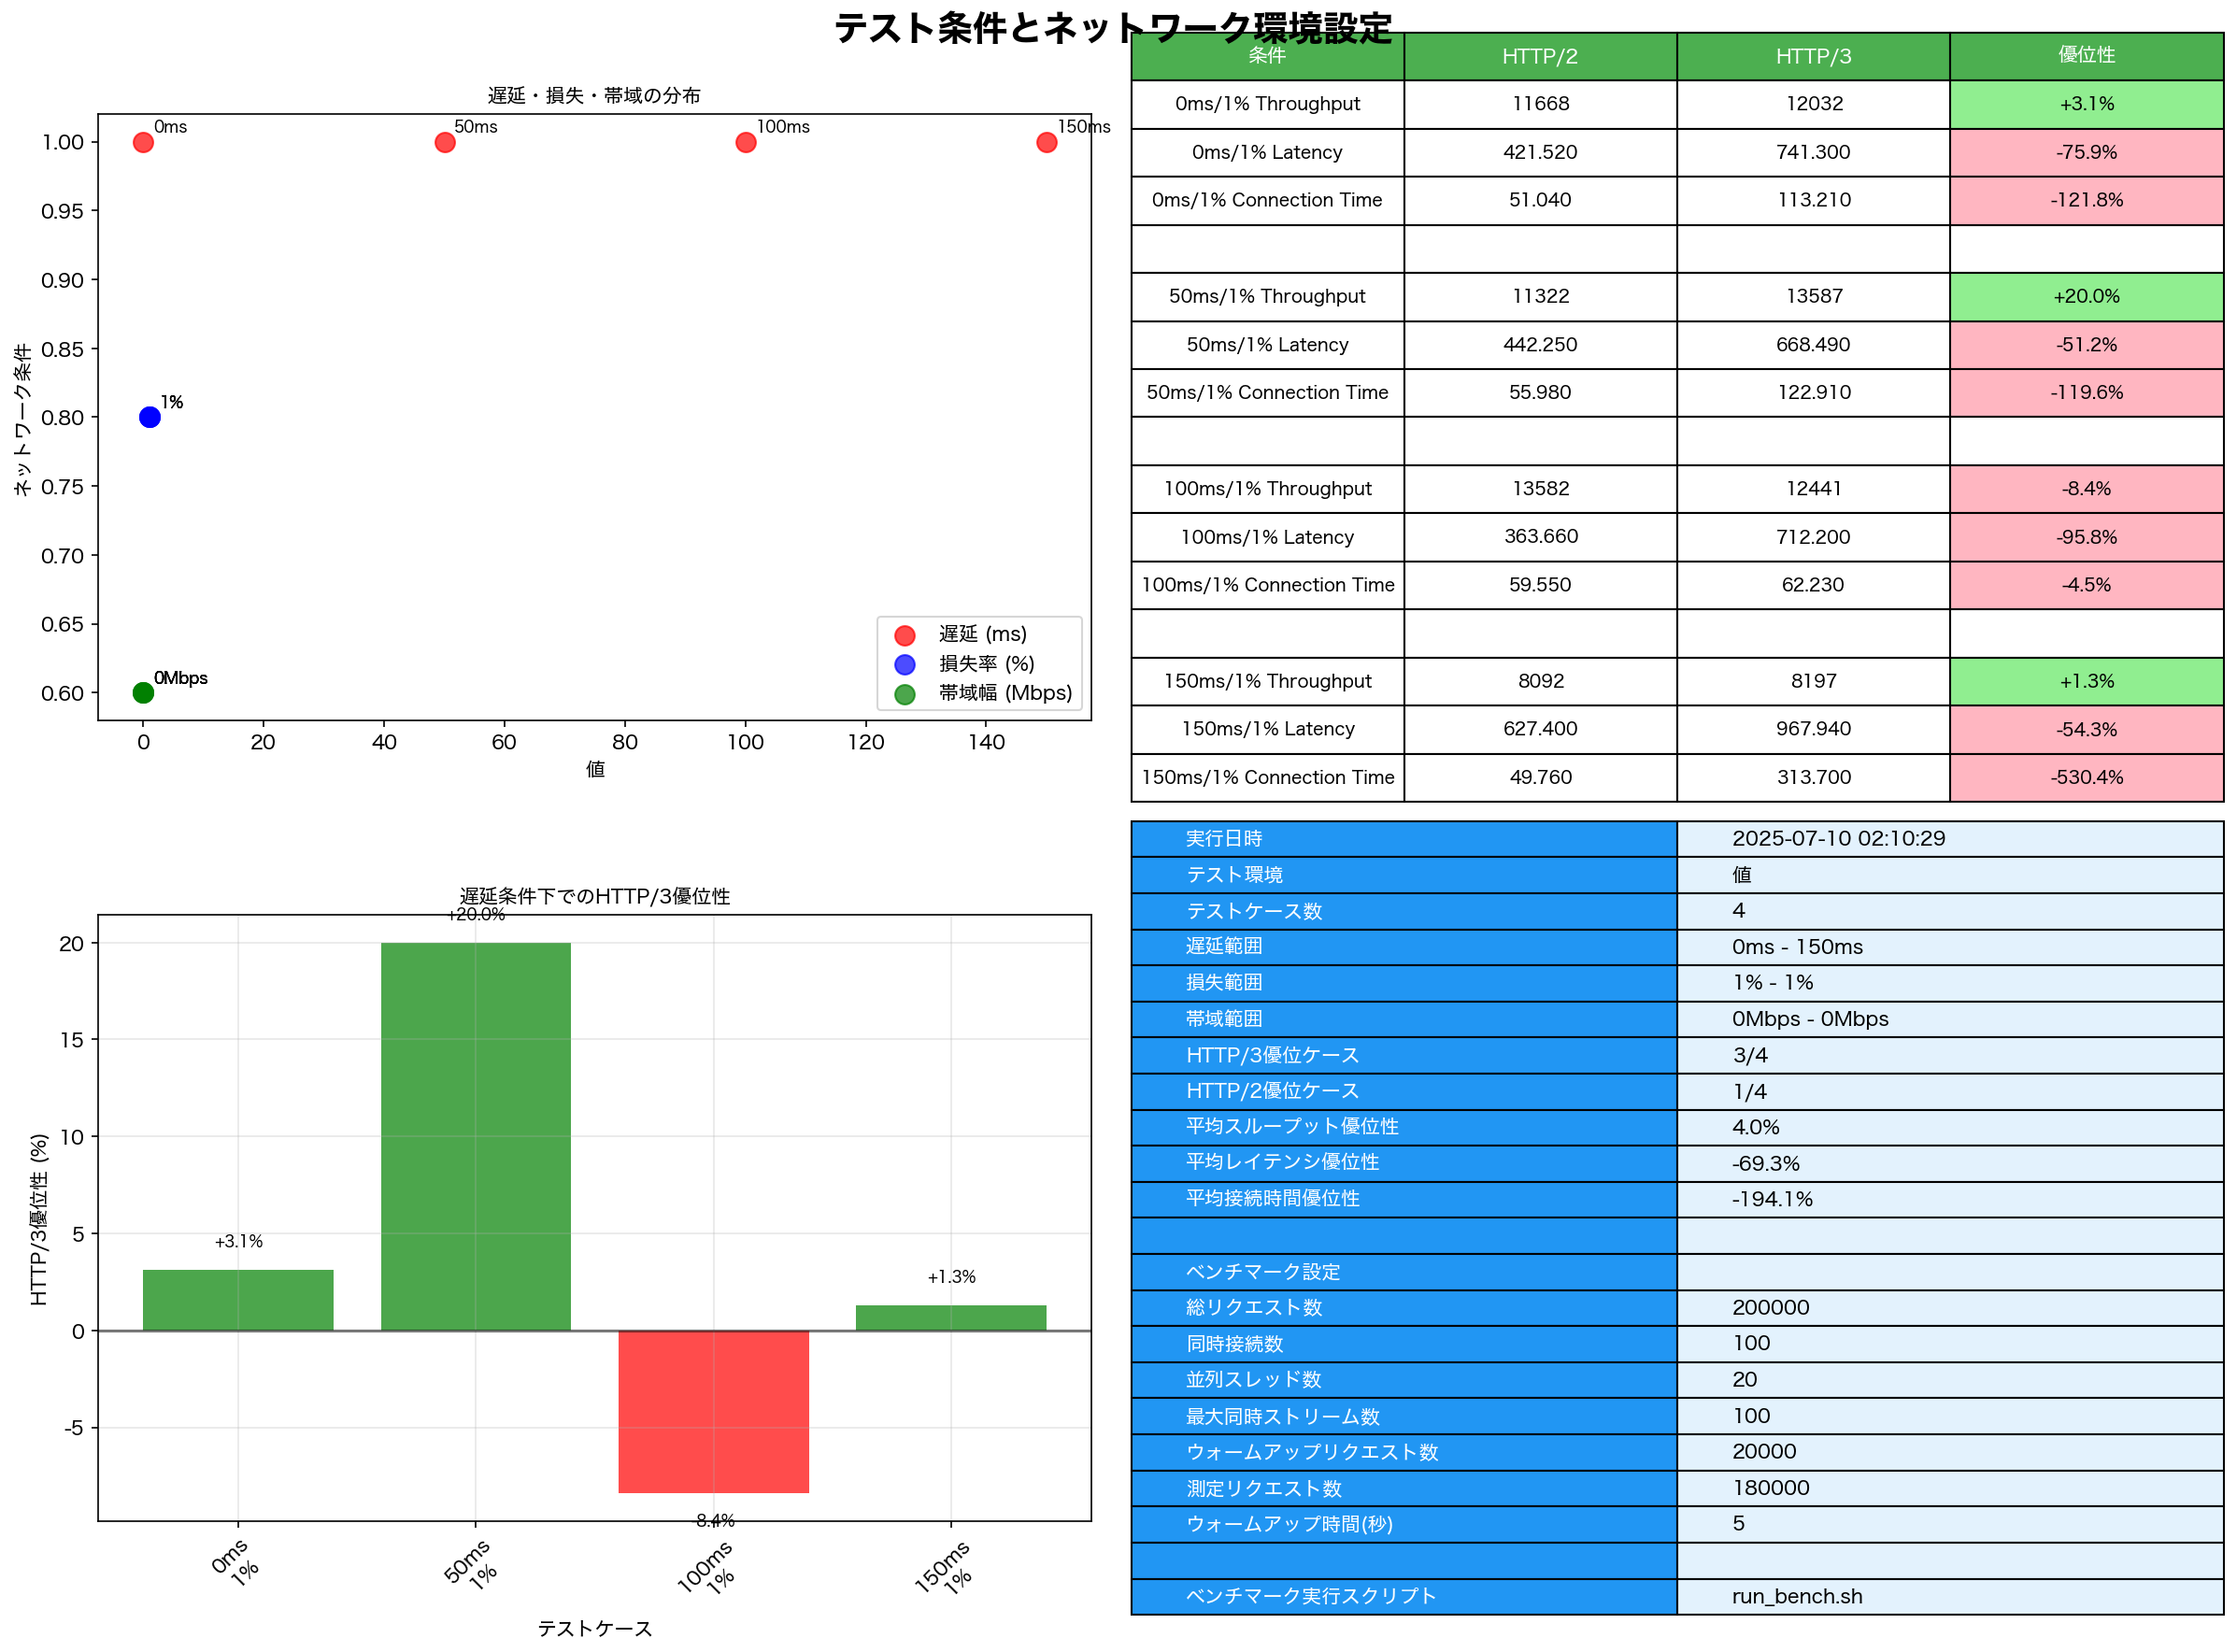 テスト条件とネットワーク環境設定
遅延・損失・帯域の分布
ネットワーク条件
1.00
0.95
0.90
0.85
0.80
0.75
0.70
0.65
0.60
0ms
50ms
100ms
150ms
1%
0Mbps
遅延 (ms)
損失率 (%)
帯域幅 (Mbps)
0 20 40 60 80 100 120 140
値
条件 HTTP/2 HTTP/3 優位性
0ms/1% Throughput 11668 12032 +3.1%
0ms/1% Latency 421.520 741.300 -75.9%
0ms/1% Connection Time 51.040 113.210 -121.8%
50ms/1% Throughput 11322 13587 +20.0%
50ms/1% Latency 442.250 668.490 -51.2%
50ms/1% Connection Time 55.980 122.910 -119.6%
100ms/1% Throughput 13582 12441 -8.4%
100ms/1% Latency 363.660 712.200 -95.8%
100ms/1% Connection Time 59.550 62.230 -4.5%
150ms/1% Throughput 8092 8197 +1.3%
150ms/1% Latency 627.400 967.940 -54.3%
150ms/1% Connection Time 49.760 313.700 -530.4%
遅延条件下でのHTTP/3優位性
HTTP/3優位性 (%)
20
15
10
5
0
-5
+3.1%
+20.0%
-8.4%
+1.3%
0ms
1%
50ms
1%
100ms
1%
150ms
1%
テストケース
実行日時 2025-07-10 02:10:29
テスト環境 値
テストケース数 4
遅延範囲 0ms - 150ms
損失範囲 1% - 1%
帯域範囲 0Mbps - 0Mbps
HTTP/3優位ケース 3/4
HTTP/2優位ケース 1/4
平均スループット優位性 4.0%
平均レイテンシ優位性 -69.3%
平均接続時間優位性 -194.1%
ベンチマーク設定
総リクエスト数 200000
同時接続数 100
並列スレッド数 20
最大同時ストリーム数 100
ウォームアップリクエスト数 20000
測定リクエスト数 180000
ウォームアップ時間(秒) 5
ベンチマーク実行スクリプト run_bench.sh